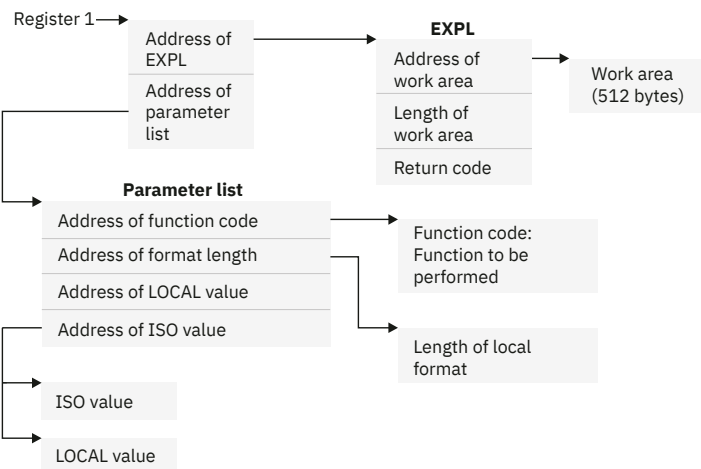 Register 1
Address of
EXPL
Address of
parameter
list
EXPL
Address of
work area
Length of
work area
Return code
Work area
(512 bytes)
Parameter list
Address of function code
Address of format length
Address of LOCAL value
Address of ISO value
Function code:
Function to be
performed
Length of local
format
ISO value
LOCAL value